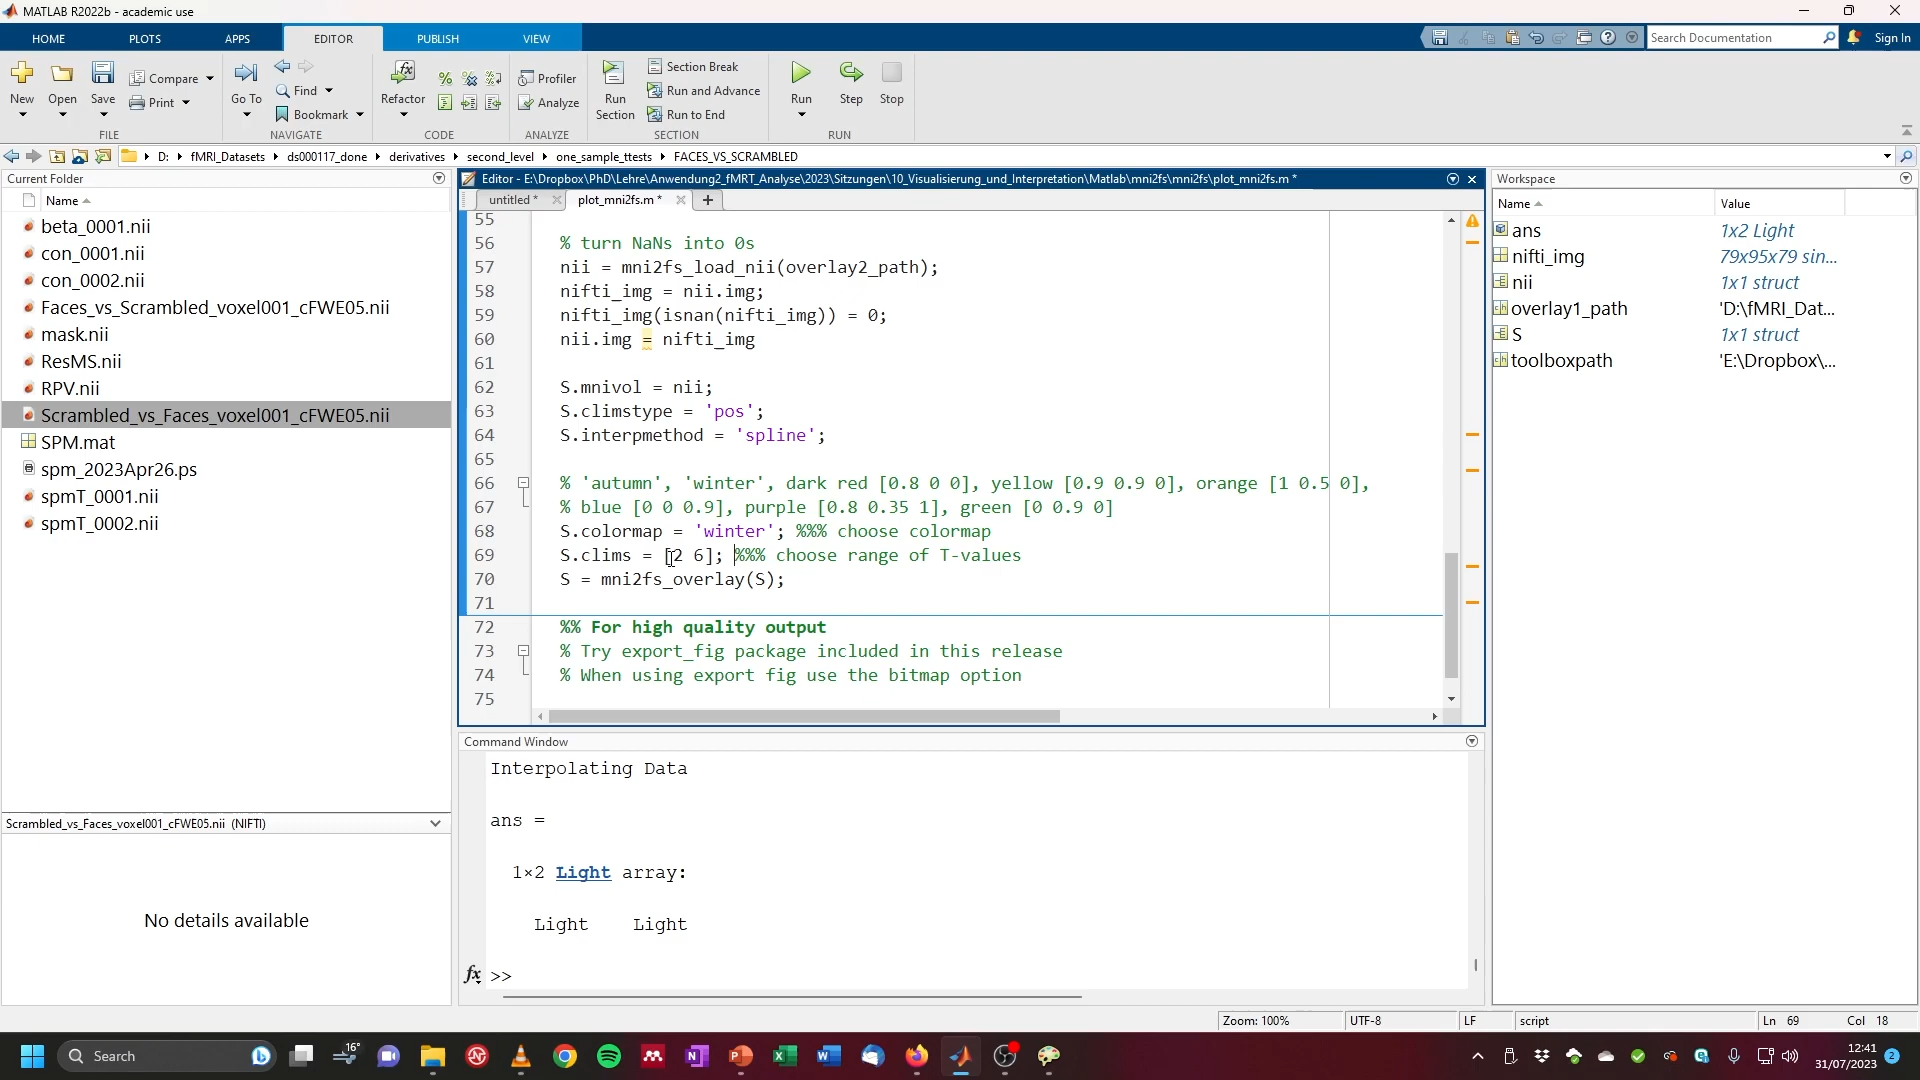 MATLAB R2022b - academic use
HOME PLOTS APPS EDITOR PUBLISH VIEW
Search Documentation Sign In
New Open Save Compare Print
Go To Find Bookmark
Refactor
Profiler Analyze
Run Section Section Break Run and Advance Run to End
Run Step Stop
FILE NAVIGATE CODE ANALYZE SECTION RUN
D: fMRI_Datasets ds000117_done derivatives second_level one_sample_ttests FACES_VS_SCRAMBLED
Current Folder
Name
beta_0001.nii
con_0001.nii
con_0002.nii
Faces_vs_Scrambled_voxel001_cFWE05.nii
mask.nii
ResMS.nii
RPV.nii
Scrambled_vs_Faces_voxel001_cFWE05.nii
SPM.mat
spm_2023Apr26.ps
spmT_0001.nii
spmT_0002.nii
Scrambled_vs_Faces_voxel001_cFWE05.nii (NIFTI)
No details available
Editor - E:\Dropbox\PhD\Lehre\Anwendung2_fMRT_Analyse\2023\Sitzungen\10_Visualisierung_und_Interpretation\Matlab\mni2fs\mni2fs\plot_mni2fs.m *
untitled * plot_mni2fs.m * +
55
56 % turn NaNs into 0s
57 nii = mni2fs_load_nii(overlay2_path);
58 nifti_img = nii.img;
59 nifti_img(isnan(nifti_img)) = 0;
60 nii.img = nifti_img
61
62 S.mnivol = nii;
63 S.climstype = 'pos';
64 S.interpmethod = 'spline';
65
66 % 'autumn', 'winter', dark red [0.8 0 0], yellow [0.9 0.9 0], orange [1 0.5 0],
67 % blue [0 0 0.9], purple [0.8 0.35 1], green [0 0.9 0]
68 S.colormap = 'winter'; %%% choose colormap
69 S.clims = [2 6]; %%% choose range of T-values
70 S = mni2fs_overlay(S);
71
72 %% For high quality output
73 % Try export_fig package included in this release
74 % When using export fig use the bitmap option
75
Command Window
Interpolating Data
ans =
1×2 Light array:
Light Light
fx >>
Workspace
Name Value
ans 1x2 Light
nifti_img 79x95x79 sin...
nii 1x1 struct
overlay1_path 'D:\fMRI_Dat...
S 1x1 struct
toolboxpath 'E:\Dropbox\...
Zoom: 100% UTF-8 LF script Ln 69 Col 18
Search 16° 12:41
31/07/2023 2